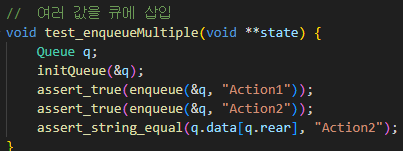 // 여러 값을 큐에 삽입
void test_enqueueMultiple(void **state) {
    Queue q;
    initQueue(&q);
    assert_true(enqueue(&q, "Action1"));
    assert_true(enqueue(&q, "Action2"));
    assert_string_equal(q.data[q.rear], "Action2");
}